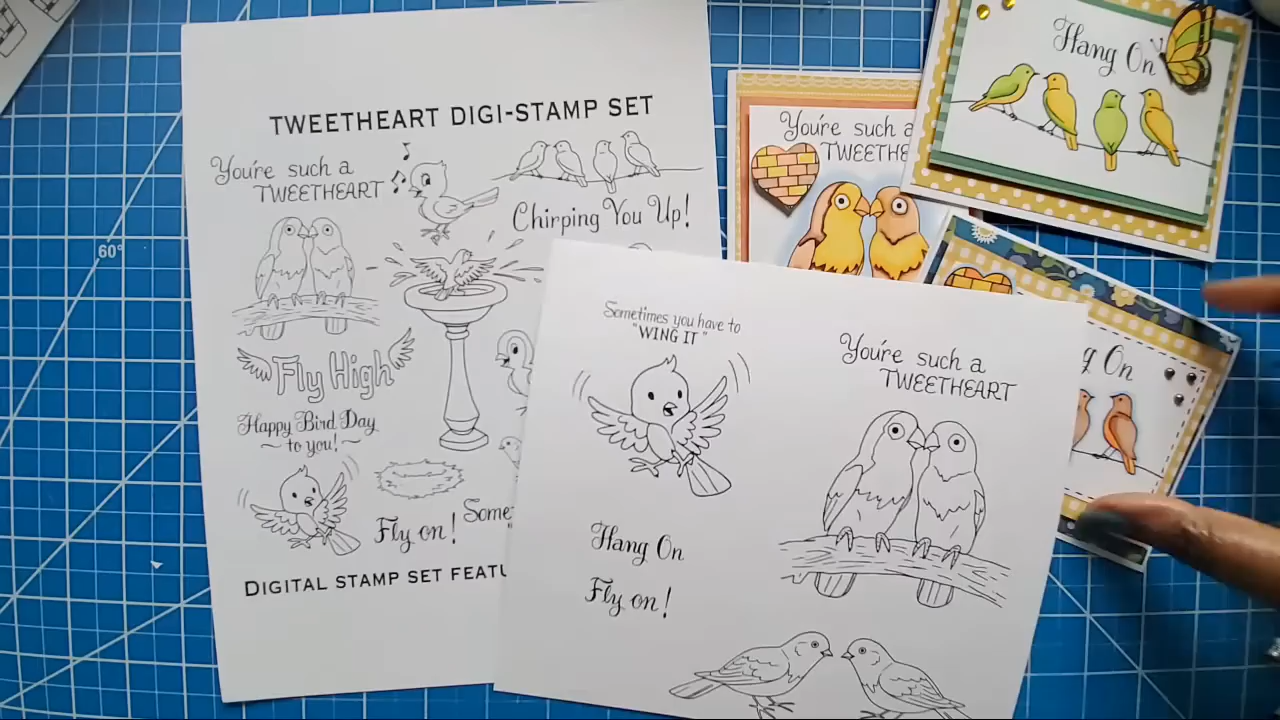 TWEETHEART DIGI-STAMP SET
You're such a
TWEETHEART
Chirping You Up!
Fly High
Happy Bird Day
~ to you! ~
Fly on!
Some
DIGITAL STAMP SET
60°
Sometimes you have to
"WING IT"
You're such a
TWEETHEART
Hang On
Fly on!
You're such a
Hang On
On